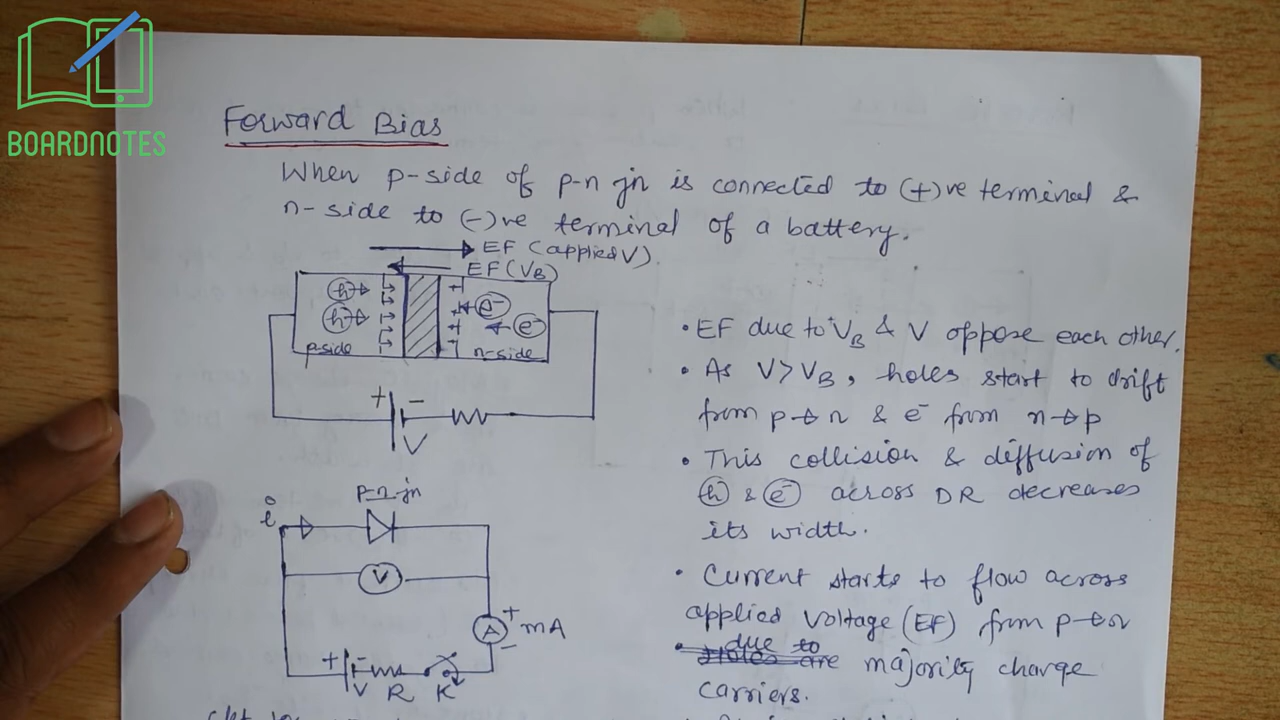 BOARDNOTES
Forward Bias
When p-side of p-n jn is connected to (+)ve terminal &
n-side to (-)ve terminal of a battery.
EF (applied V)
EF (VB)
h e-
h e-
p-side n-side
+ -
V
• EF due to VB & V oppose each other.
• As V > VB, holes start to drift
from p→n & e- from n→p
• This collision & diffusion of
h & e- across DR decreases
its width.
• Current starts to flow across
applied voltage (EF) from p→n
due to
majority charge
carriers.
p-n-jn
i
V
+
A mA
-
+ -
V R K